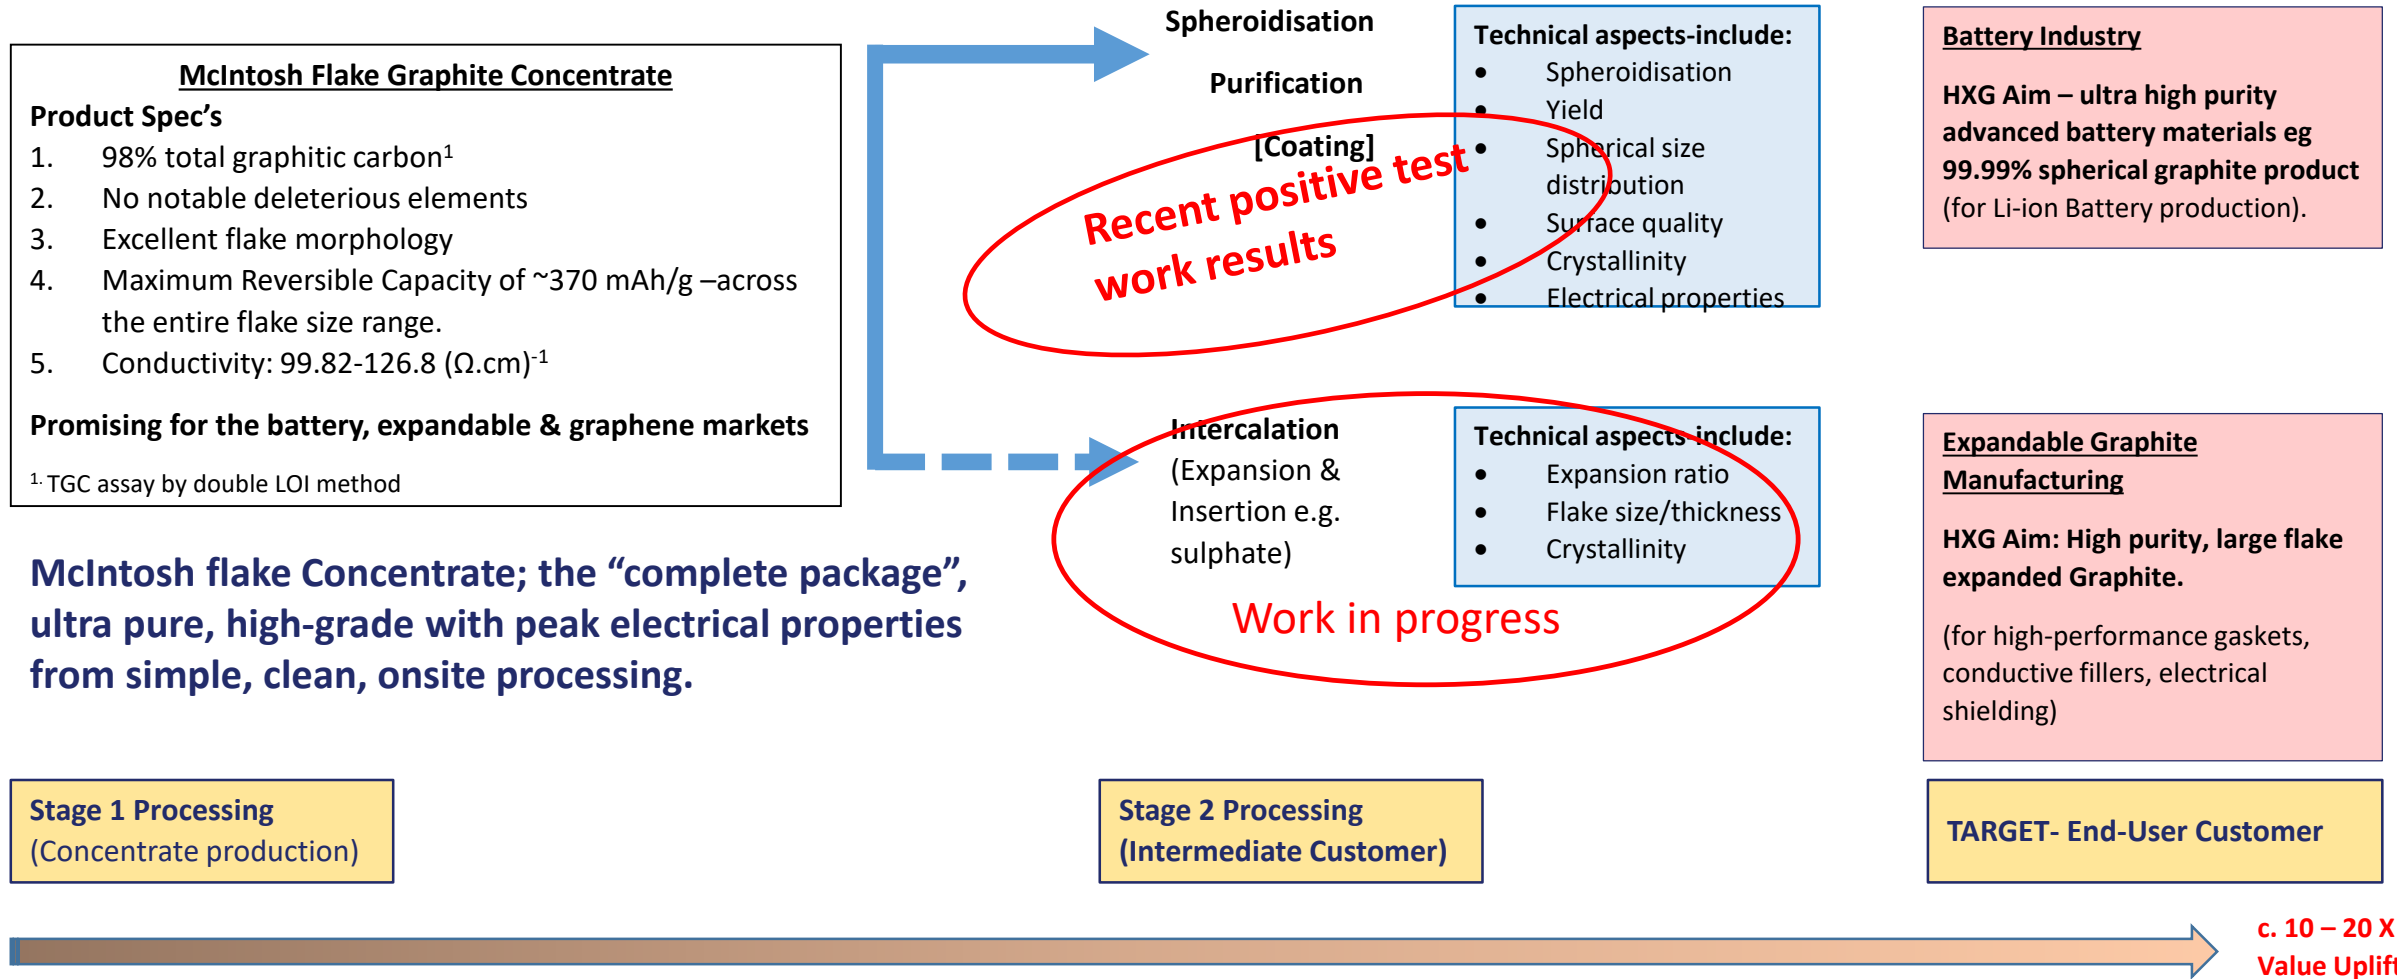 McIntosh Flake Graphite Concentrate
Product Spec’s
1. 98% total graphitic carbon1
2. No notable deleterious elements
3. Excellent flake morphology
4. Maximum Reversible Capacity of ~370 mAh/g –across
the entire flake size range.
5. Conductivity: 99.82-126.8 (Ω.cm)-1
Promising for the battery, expandable & graphene markets
1. TGC assay by double LOI method
McIntosh flake Concentrate; the “complete package”,
ultra pure, high-grade with peak electrical properties
from simple, clean, onsite processing.
Spheroidisation
Purification
[Coating]
Recent positive test
work results
Technical aspects-include:
• Spheroidisation
• Yield
• Spherical size
distribution
• Surface quality
• Crystallinity
• Electrical properties
Battery Industry
HXG Aim – ultra high purity
advanced battery materials eg
99.99% spherical graphite product
(for Li-ion Battery production).
Intercalation
(Expansion &
Insertion e.g.
sulphate)
Technical aspects-include:
• Expansion ratio
• Flake size/thickness
• Crystallinity
Work in progress
Expandable Graphite
Manufacturing
HXG Aim: High purity, large flake
expanded Graphite.
(for high-performance gaskets,
conductive fillers, electrical
shielding)
Stage 1 Processing
(Concentrate production)
Stage 2 Processing
(Intermediate Customer)
TARGET- End-User Customer
c. 10 – 20 X
Value Uplift